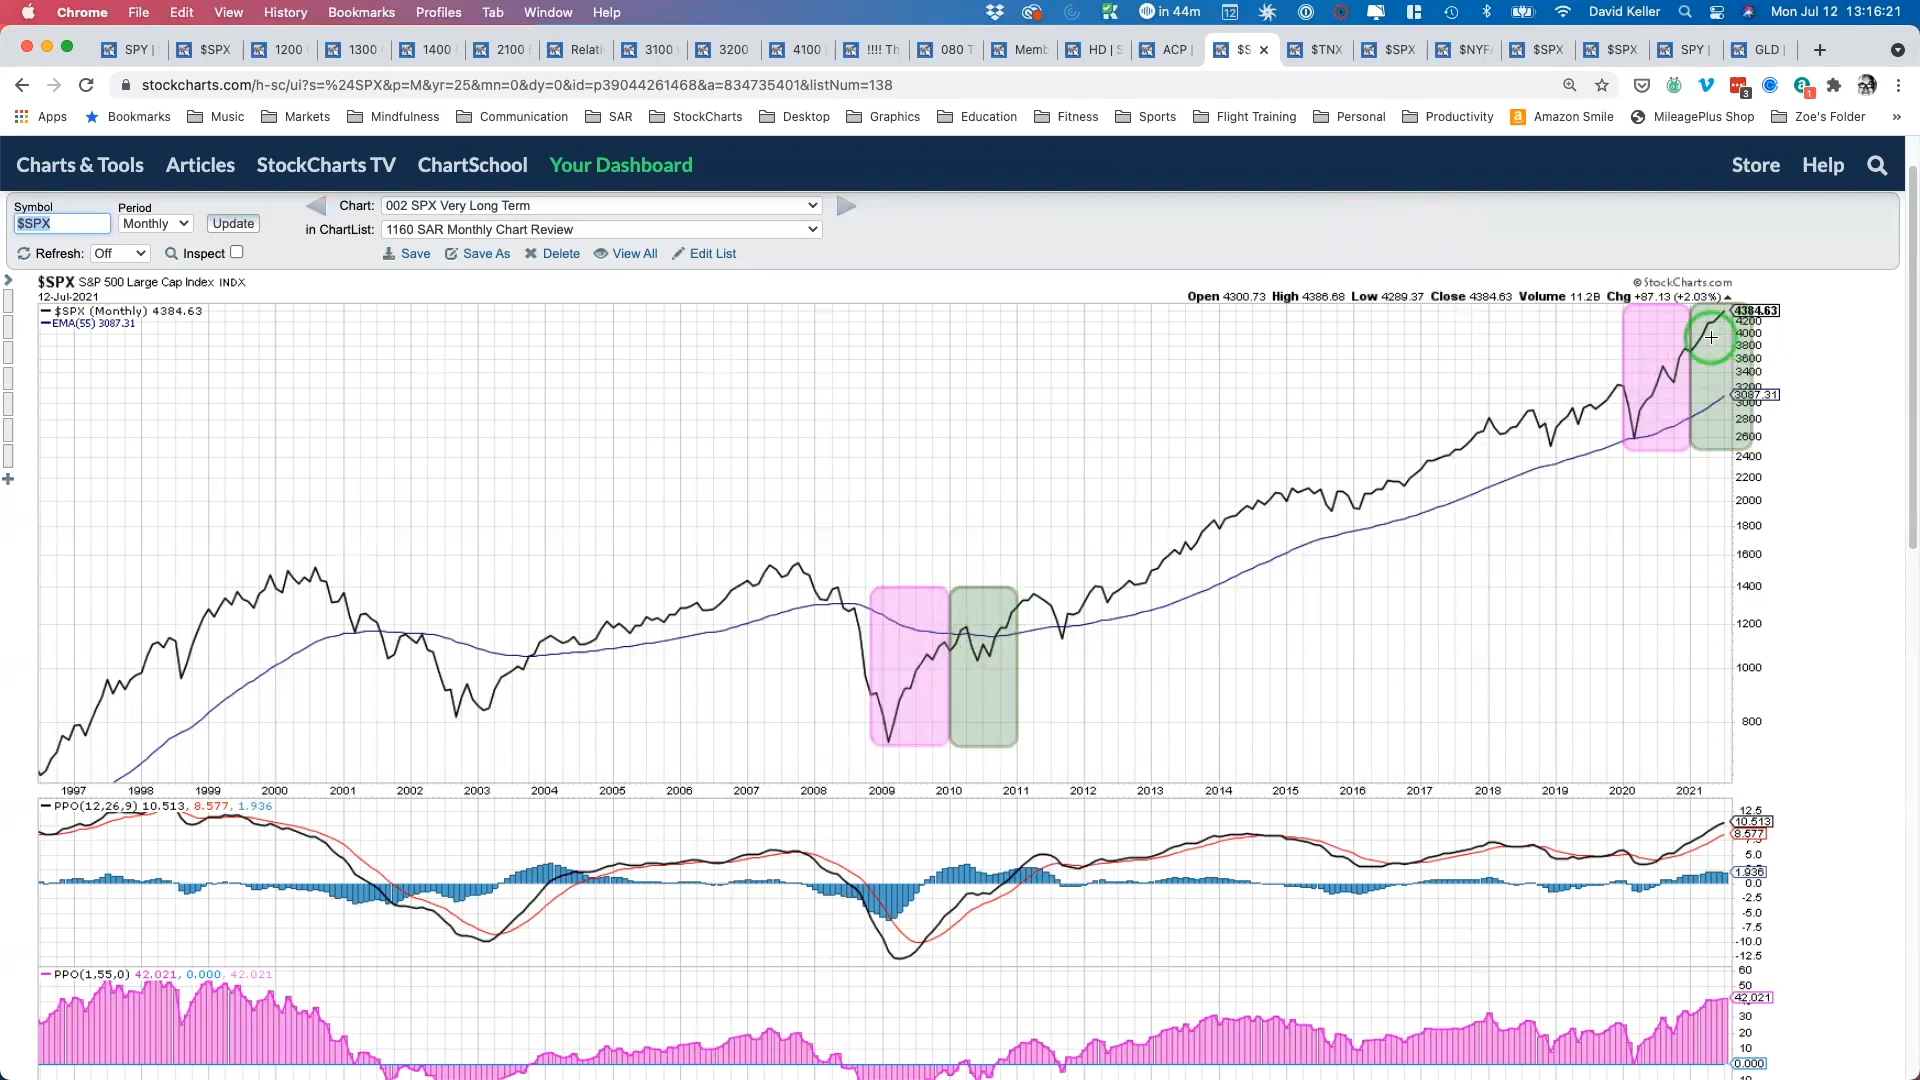 Chrome File Edit View History Bookmarks Profiles Tab Window Help in 44m 12 David Keller Mon Jul 12 13:16:21
SPY | $SPX 1200 1300 1400 2100 Relati 3100 3200 4100 !!!! Th 080 T Memb HD | S ACP | $S $TNX $SPX $NYF $SPX $SPX SPY | GLD |
stockcharts.com/h-sc/ui?s=%24SPX&p=M&yr=25&mn=0&dy=0&id=p39044261468&a=834735401&listNum=138 3 1
Apps Bookmarks Music Markets Mindfulness Communication SAR StockCharts Desktop Graphics Education Fitness Sports Flight Training Personal Productivity Amazon Smile MileagePlus Shop Zoe's Folder »
Charts & Tools Articles StockCharts TV ChartSchool Your Dashboard Store Help
Symbol Period Chart: 002 SPX Very Long Term
$SPX Monthly Update in ChartList: 1160 SAR Monthly Chart Review
Refresh: Off Inspect Save Save As Delete View All Edit List
$SPX S&P 500 Large Cap Index INDX © StockCharts.com
12-Jul-2021 Open 4300.73 High 4386.68 Low 4289.37 Close 4384.63 Volume 11.2B Chg +87.13 (+2.03%)
$SPX (Monthly) 4384.63
EMA(55) 3087.31
4384.63
4200
4000
3800
3600
3400
3200
3087.31
3000
2800
2600
2400
2200
2000
1800
1600
1400
1200
1000
800
1997 1998 1999 2000 2001 2002 2003 2004 2005 2006 2007 2008 2009 2010 2011 2012 2013 2014 2015 2016 2017 2018 2019 2020 2021
PPO(12,26,9) 10.513, 8.577, 1.936
12.5
10.513
8.577
5.0
1.936
0.0
-2.5
-5.0
-7.5
-10.0
-12.5
PPO(1,55,0) 42.021, 0.000, 42.021
60
50
42.021
30
20
10
0.000